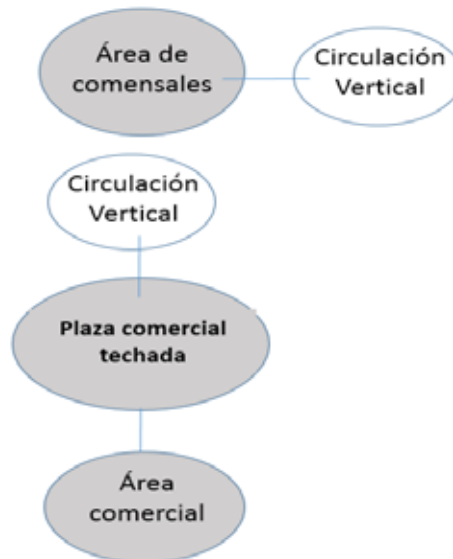 Área de
comensales
Circulación
Vertical
Circulación
Vertical
Plaza comercial
techada
Área
comercial